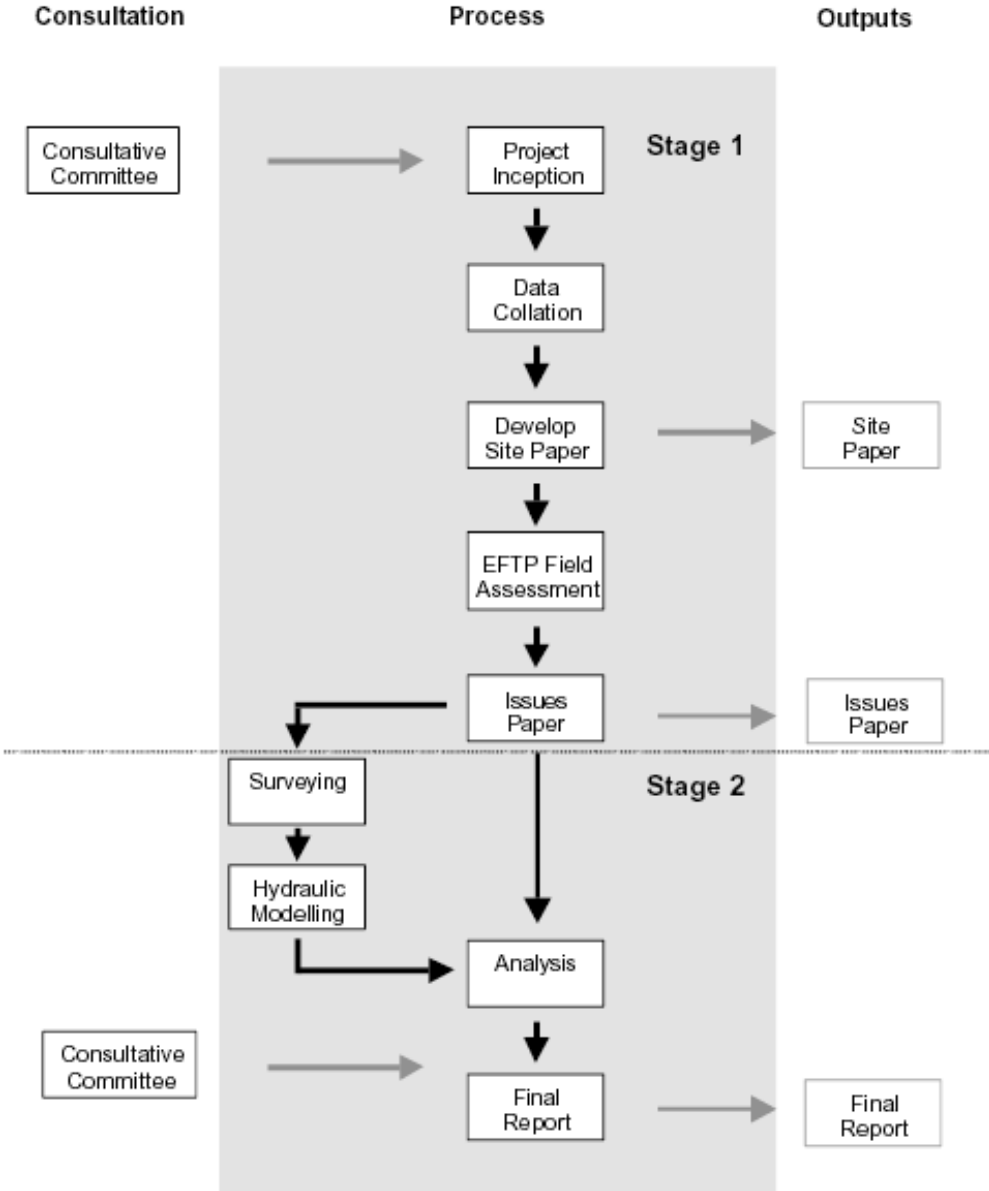 Consultation
Process
Outputs
Stage 1
Consultative
Committee
Project
Inception
Data
Collation
Develop
Site Paper
Site
Paper
EFTP Field
Assessment
Issues
Paper
Issues
Paper
Stage 2
Surveying
Hydraulic
Modelling
Analysis
Consultative
Committee
Final
Report
Final
Report